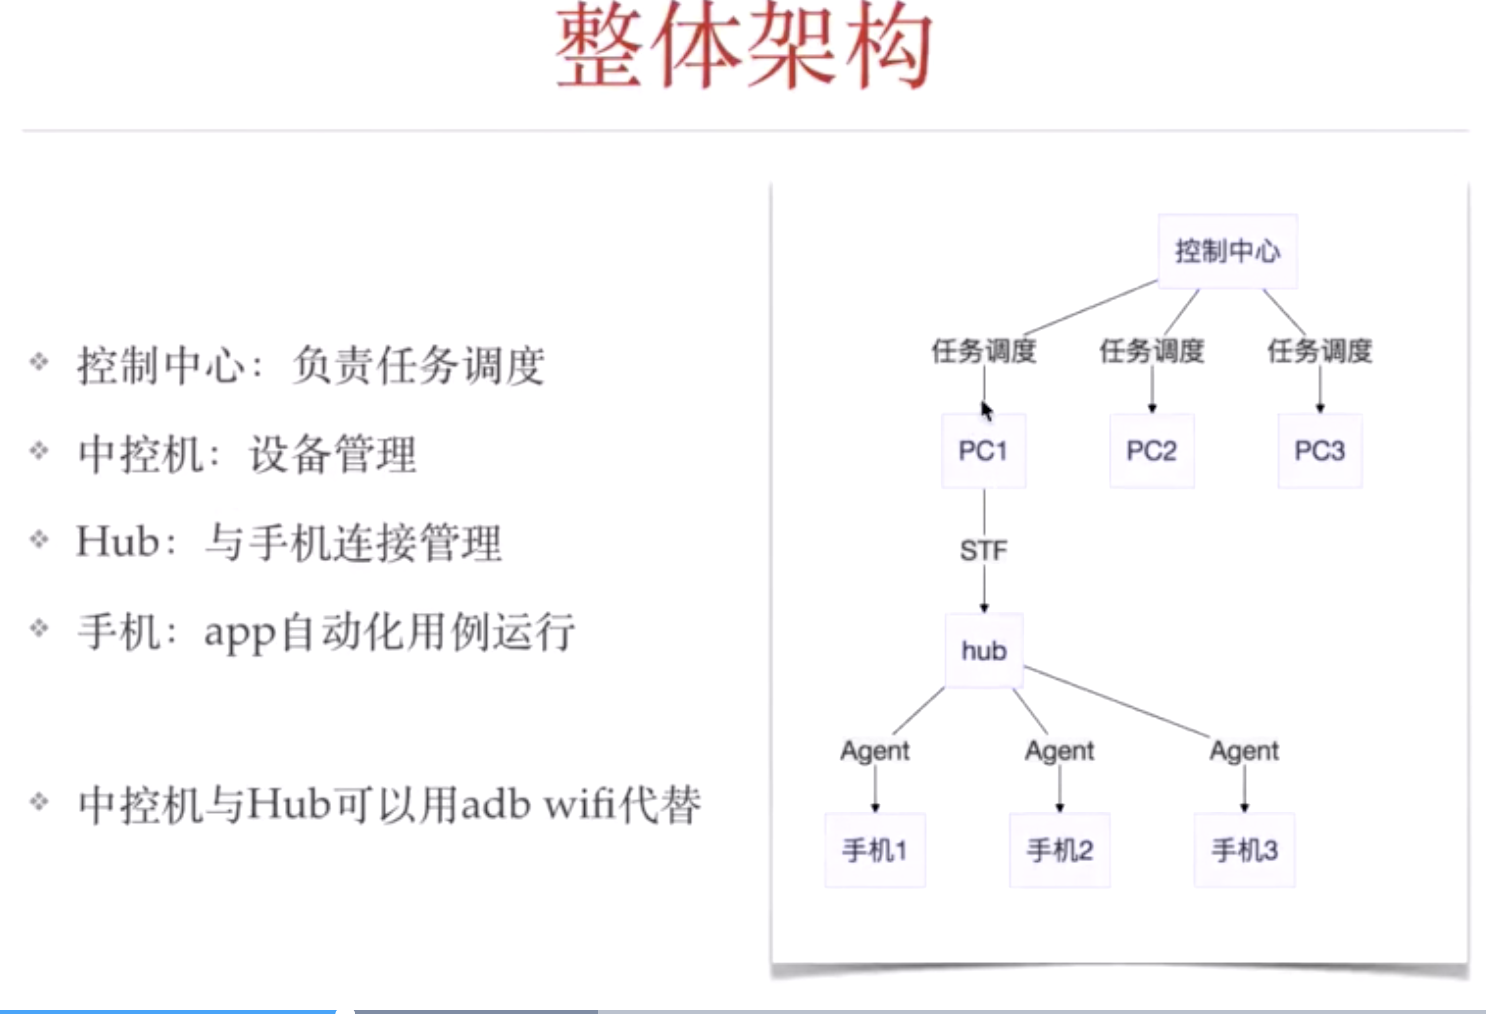 整体架构
控制中心：负责任务调度
中控机：设备管理
Hub：与手机连接管理
手机：app自动化用例运行
中控机与Hub可以用adb wifi代替
控制中心
任务调度 任务调度 任务调度
PC1 PC2 PC3
STF
hub
Agent Agent Agent
手机1 手机2 手机3